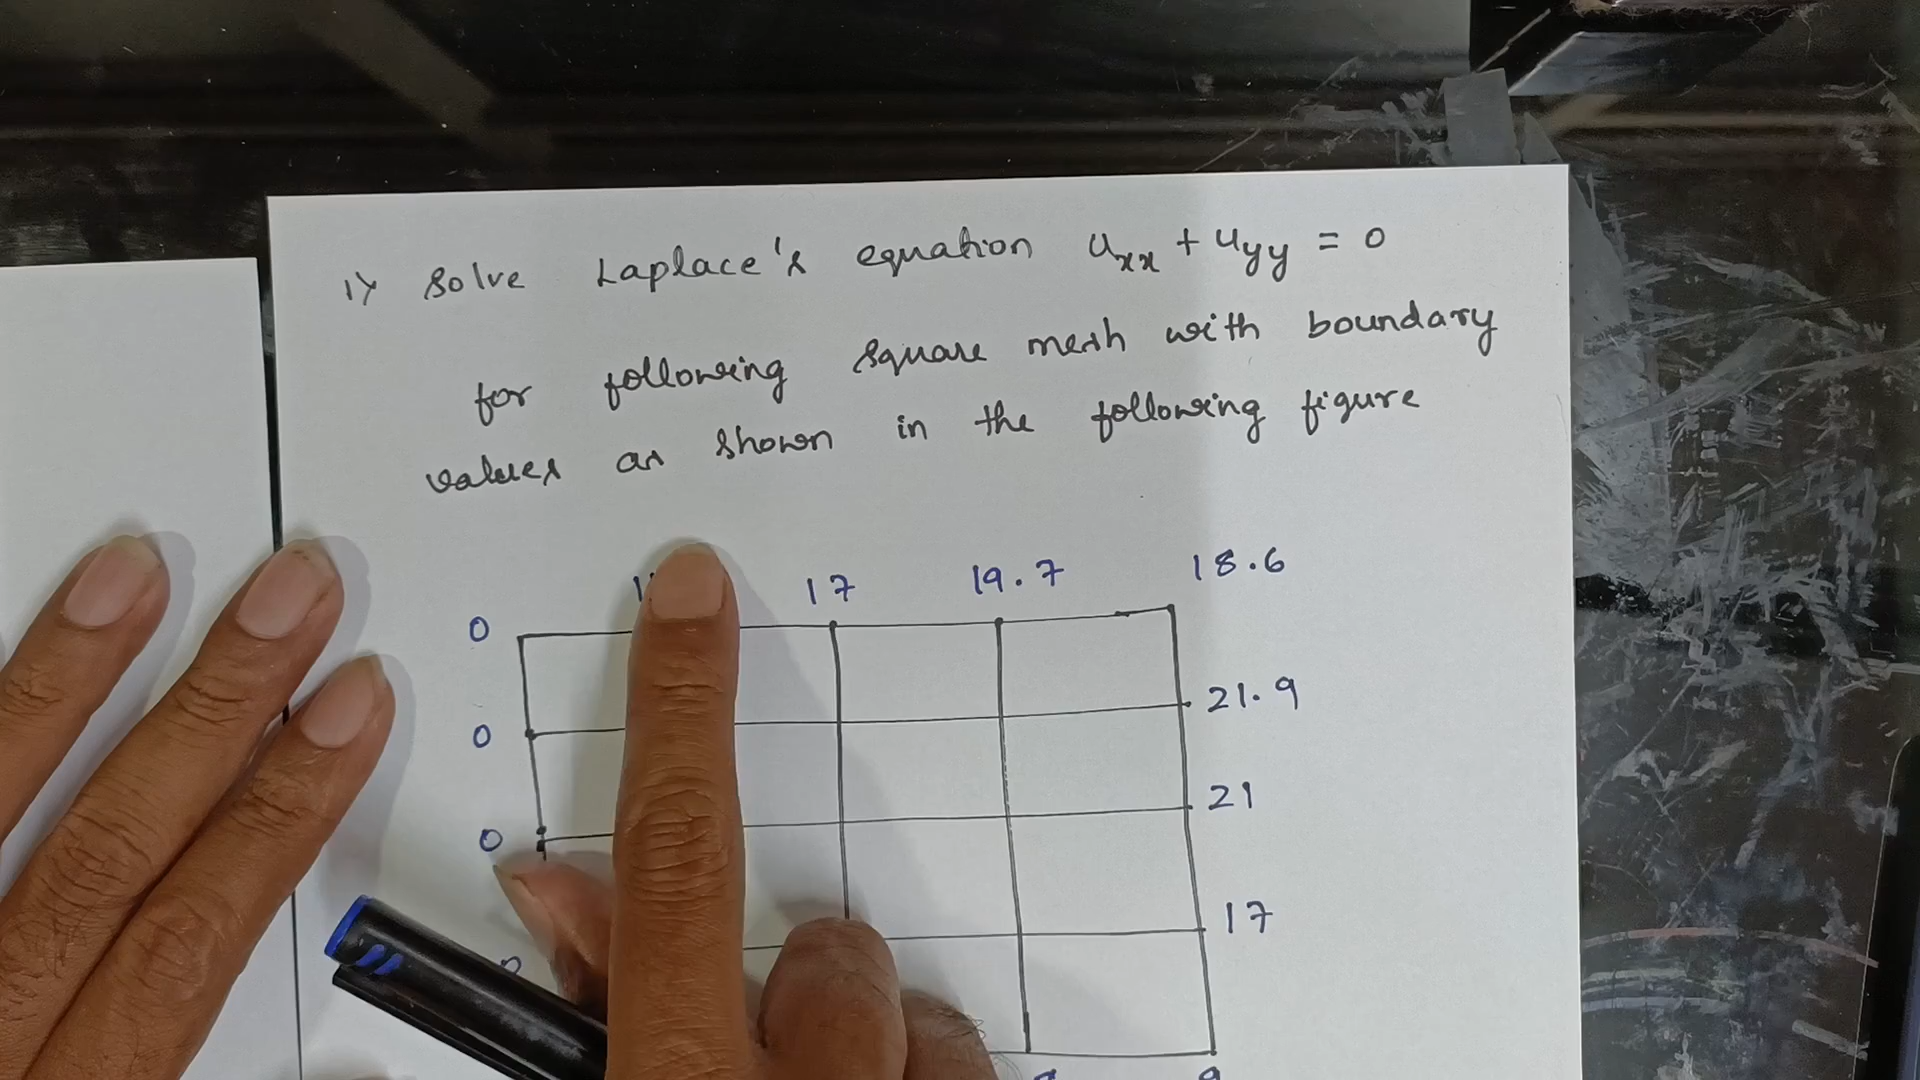 1) Solve Laplace's equation uxx + uyy = 0
for following square mesh with boundary
values as shown in the following figure
17 19.7 18.6
0
21.9
0
21
0
17
9